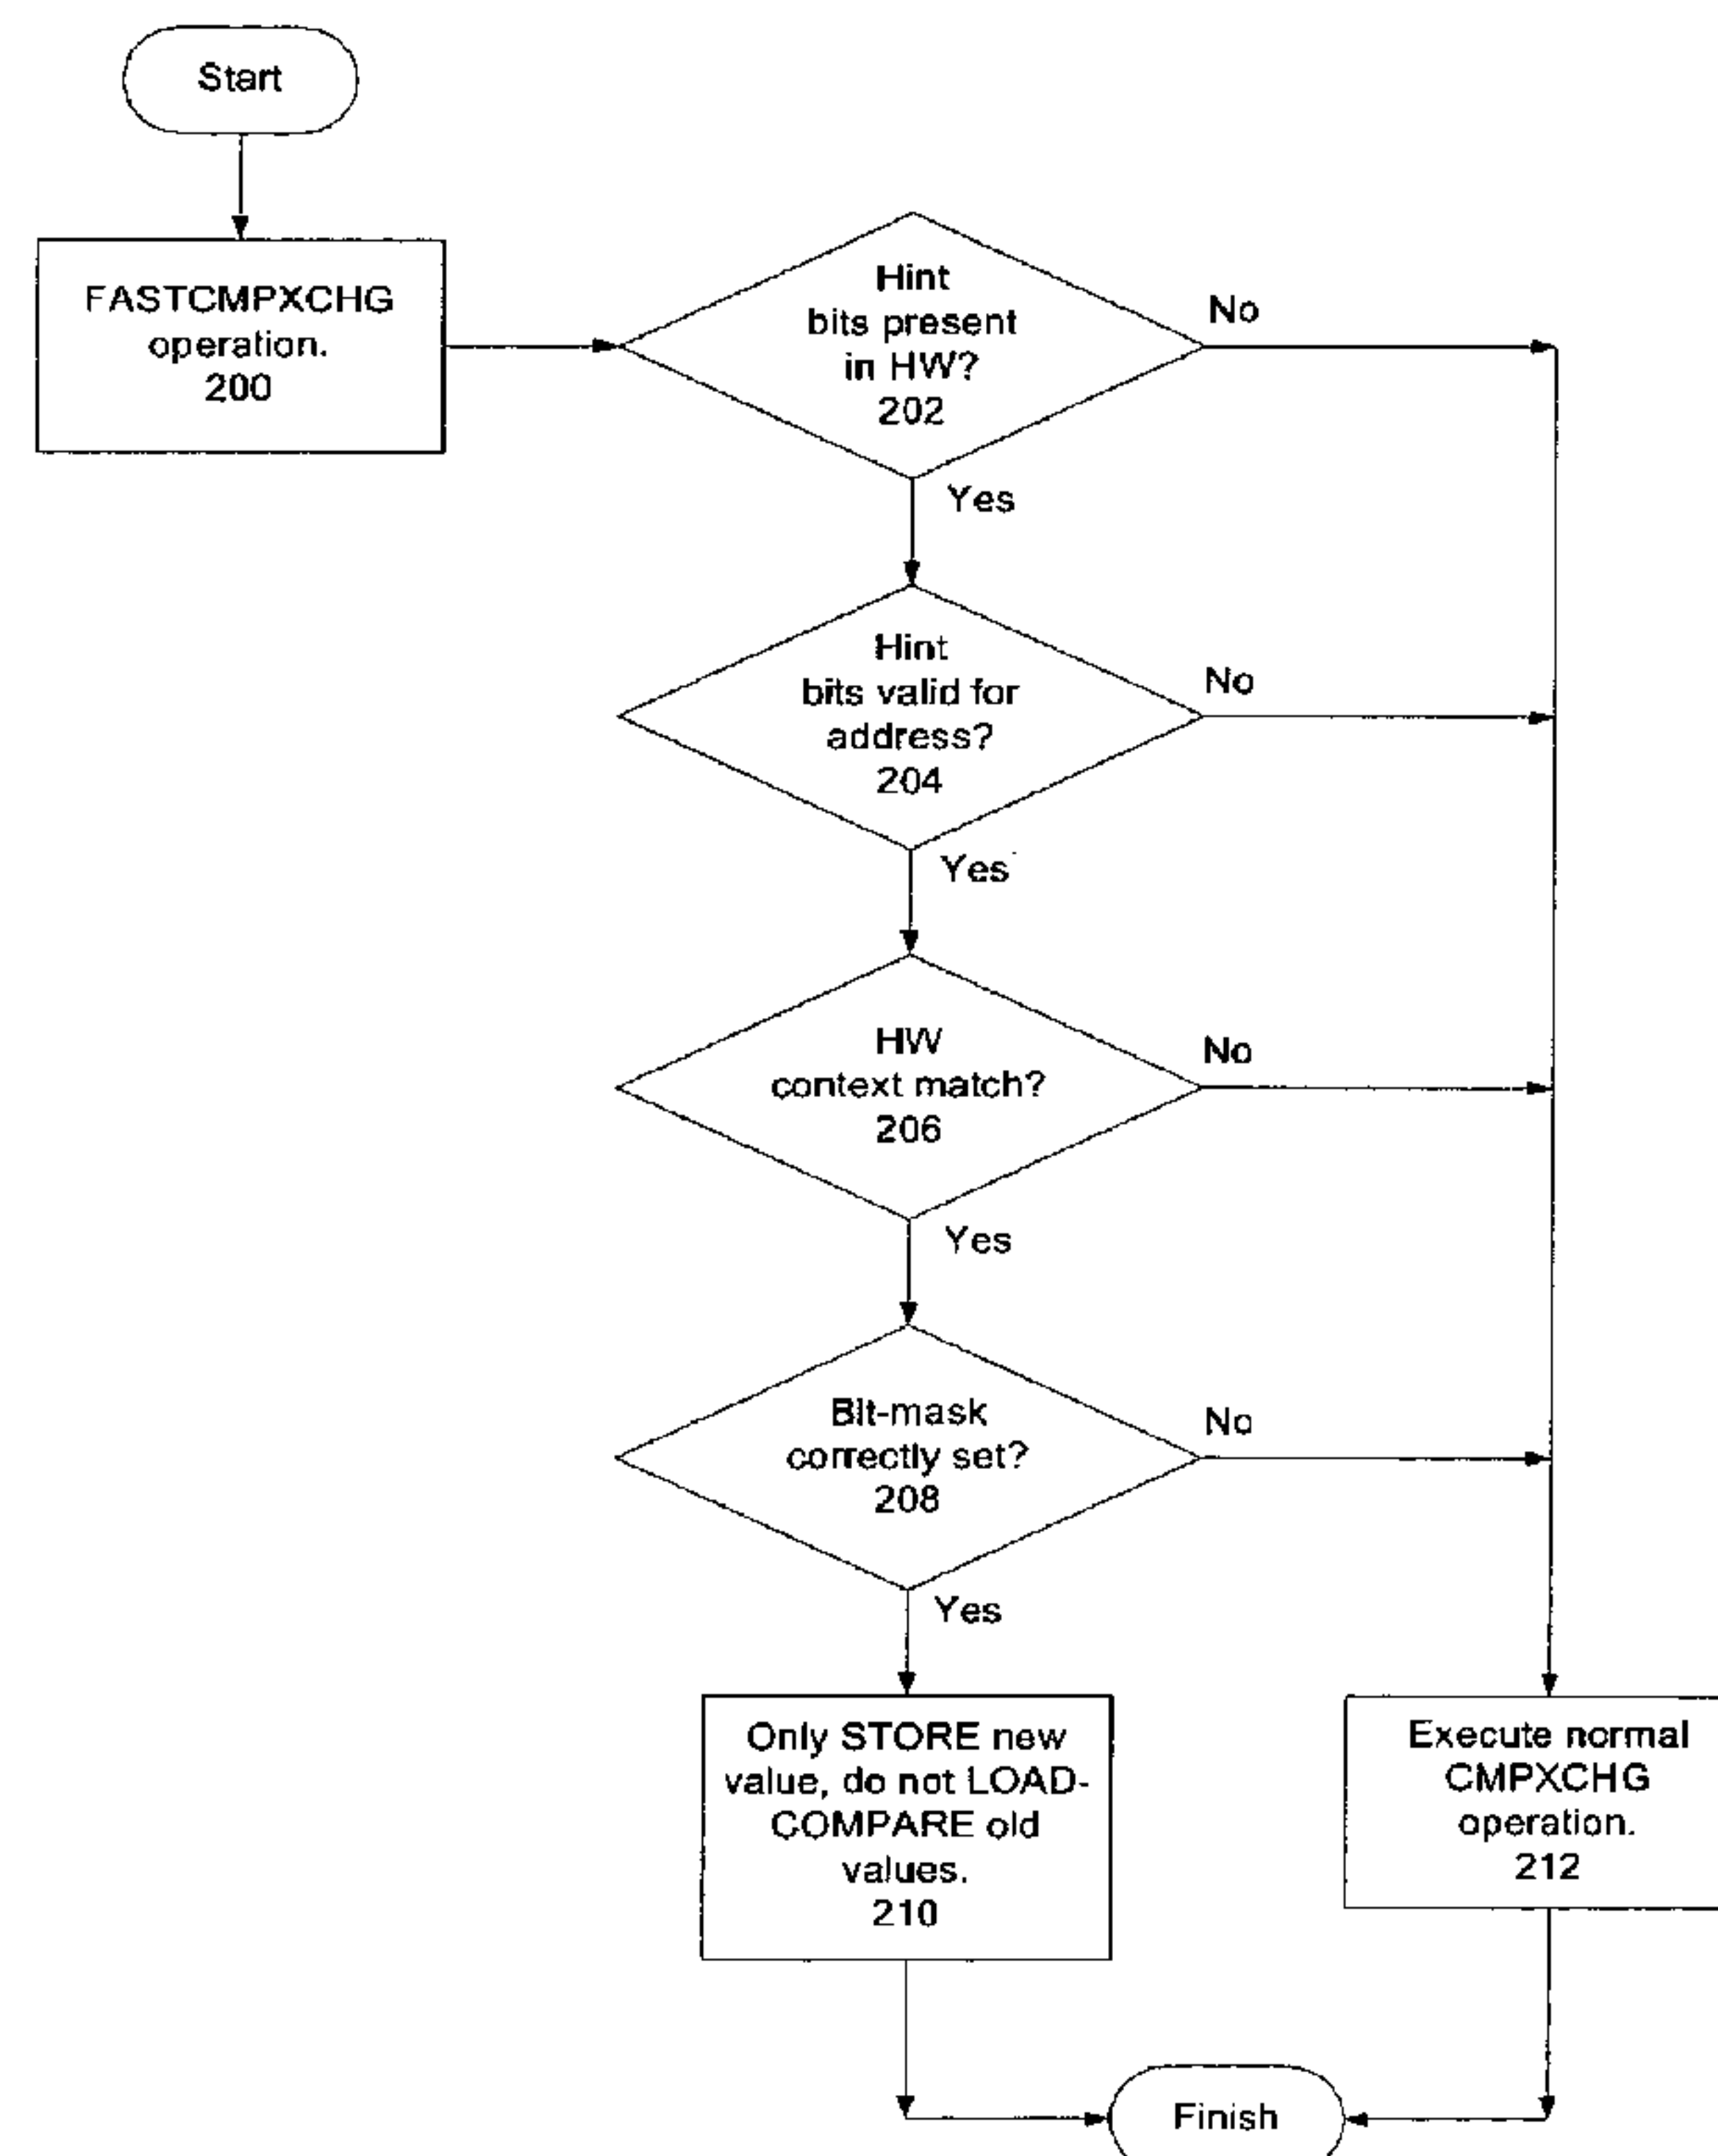 Start
FASTCMPXCHG
operation.
200
Hint
bits present
in HW?
202
No
Yes
Hint
bits valid for
address?
204
No
Yes
HW
context match?
206
No
Yes
Bit-mask
correctly set?
208
No
Yes
Only STORE new
value, do not LOAD-
COMPARE old
values.
210
Execute normal
CMPXCHG
operation.
212
Finish